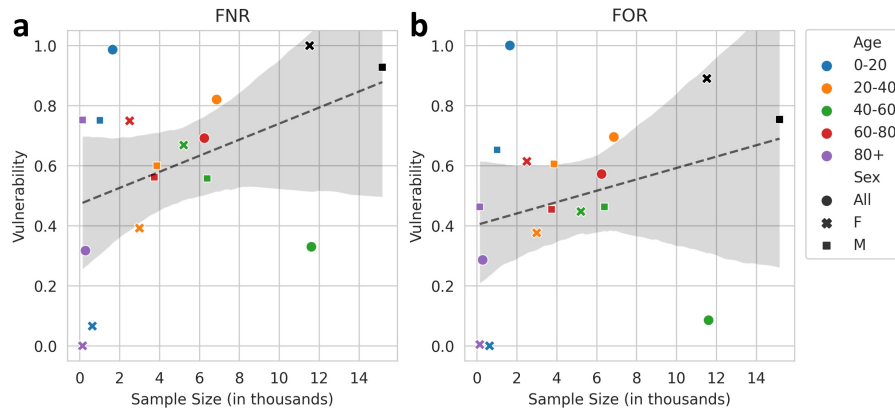 a
FNR
1.0
0.8
0.6
0.4
0.2
0.0
Vulnerability
0 2 4 6 8 10 12 14
Sample Size (in thousands)
b
FOR
1.0
0.8
0.6
0.4
0.2
0.0
Vulnerability
0 2 4 6 8 10 12 14
Sample Size (in thousands)
Age
0-20
20-40
40-60
60-80
80+
Sex
All
F
M